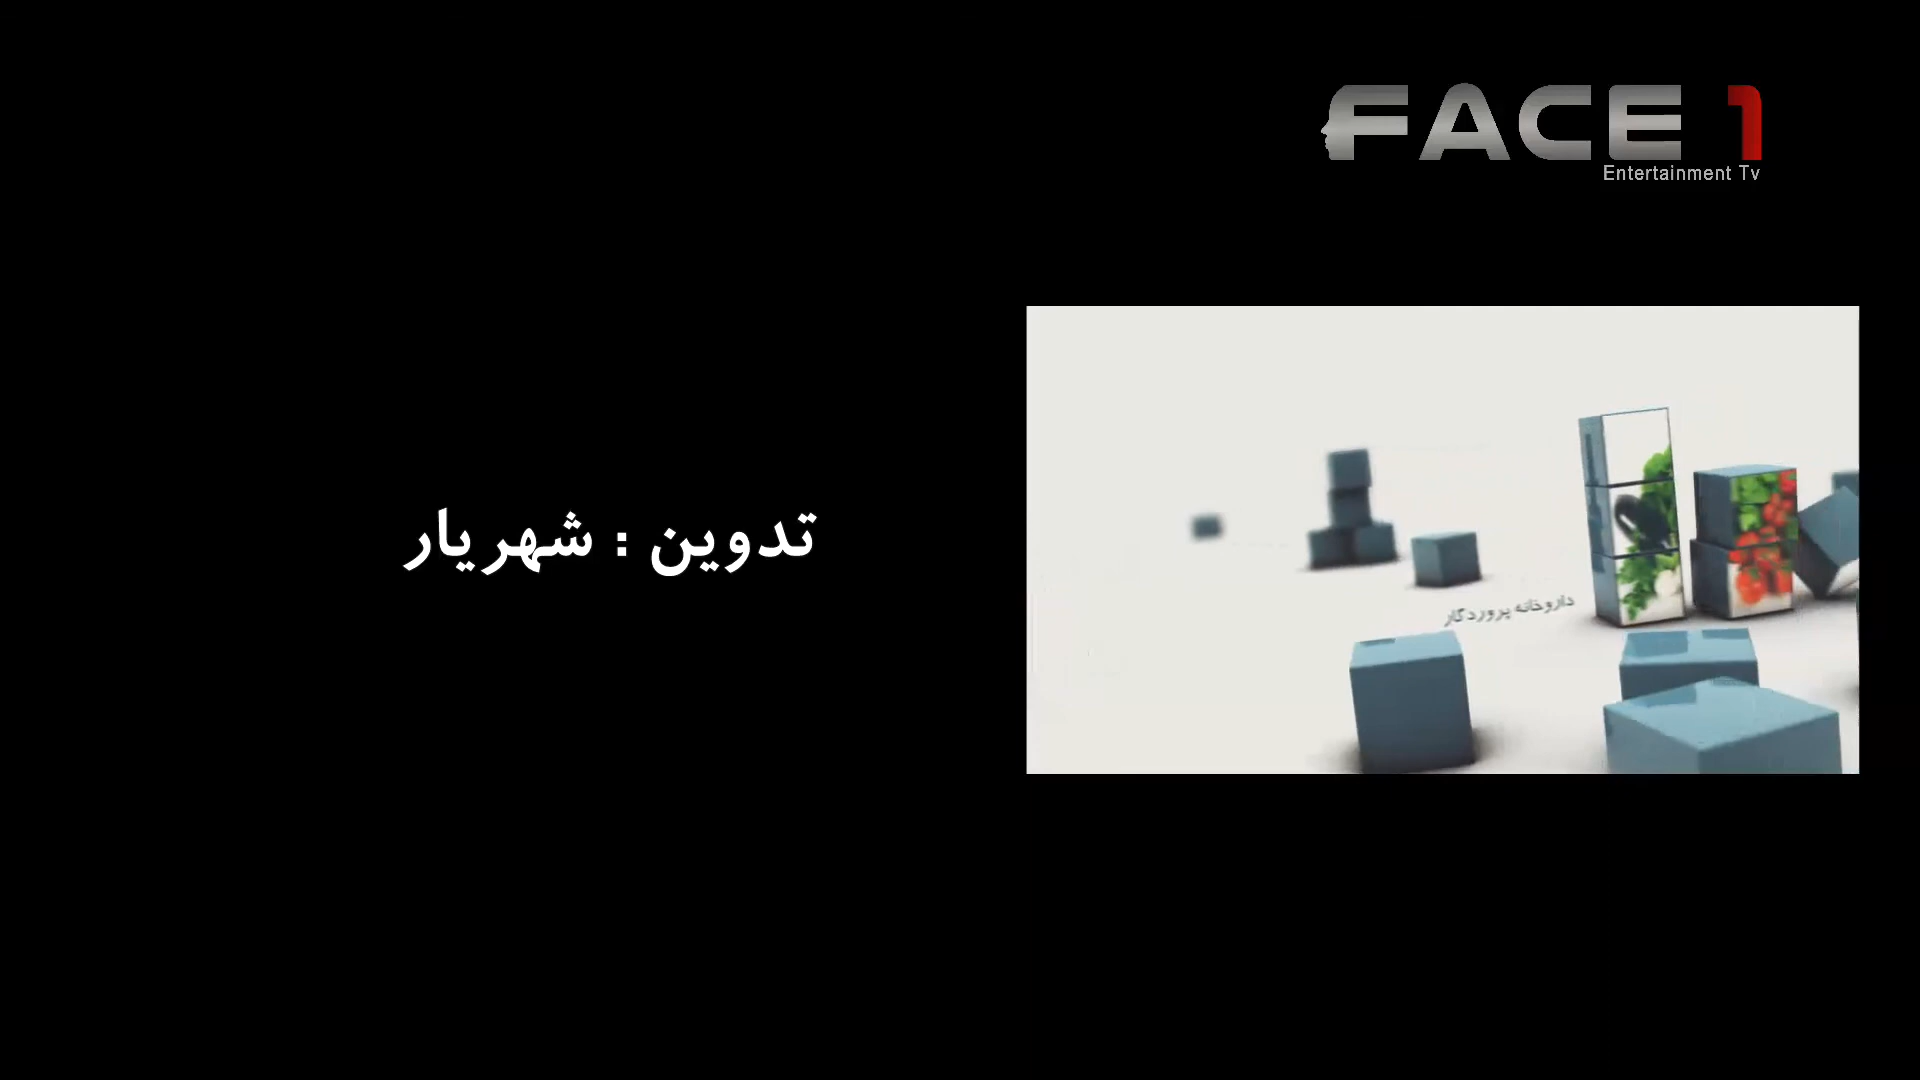 FACE 1
Entertainment Tv
تدوین : شهریار
داروخانه پروردگار